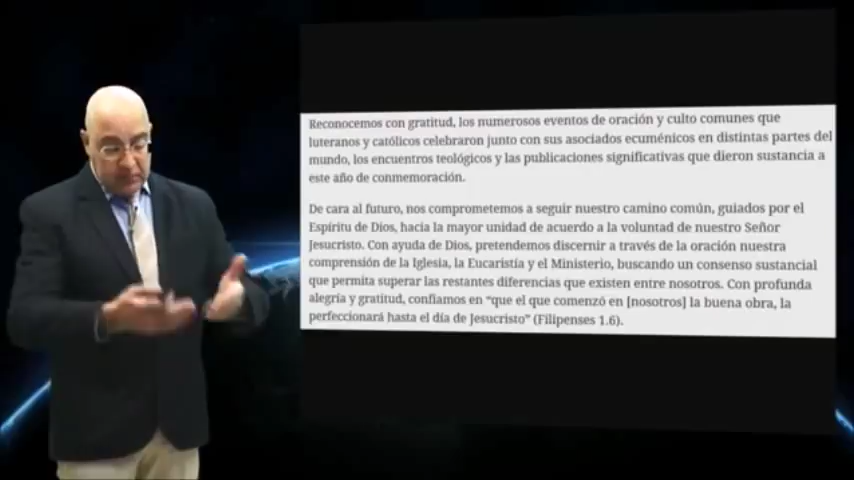 Reconocemos con gratitud, los numerosos eventos de oración y culto comunes que
luteranos y católicos celebraron junto con sus asociados ecuménicos en distintas partes del
mundo, los encuentros teológicos y las publicaciones significativas que dieron sustancia a
este año de conmemoración.
De cara al futuro, nos comprometemos a seguir nuestro camino común, guiados por el
Espíritu de Dios, hacia la mayor unidad de acuerdo a la voluntad de nuestro Señor
Jesucristo. Con ayuda de Dios, pretendemos discernir a través de la oración nuestra
comprensión de la Iglesia, la Eucaristía y el Ministerio, buscando un consenso sustancial
que permita superar las restantes diferencias que existen entre nosotros. Con profunda
alegría y gratitud, confiamos en “que el que comenzó en [nosotros] la buena obra, la
perfeccionará hasta el día de Jesucristo” (Filipenses 1.6).